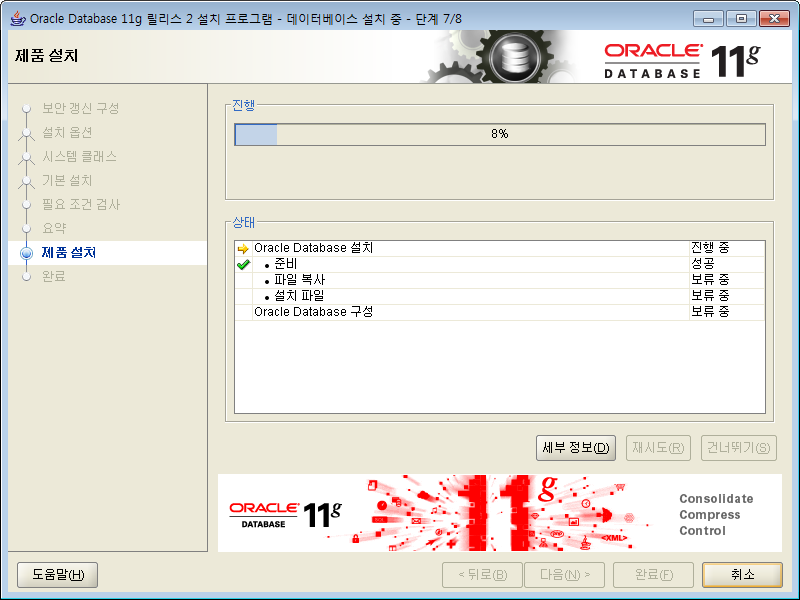 Oracle Database 11g 릴리스 2 설치 프로그램 - 데이터베이스 설치 중 - 단계 7/8
제품 설치
ORACLE
DATABASE
11g
보안 갱신 구성
설치 옵션
시스템 클래스
기본 설치
필요 조건 검사
요약
제품 설치
완료
진행
8%
상태
Oracle Database 설치 진행 중
• 준비 성공
• 파일 복사 보류 중
• 설치 파일 보류 중
Oracle Database 구성 보류 중
세부 정보(D) 재시도(R) 건너뛰기(S)
ORACLE
DATABASE
11g
11g
<XML>
Consolidate
Compress
Control
도움말(H) < 뒤로(B) 다음(N) > 완료(F) 취소